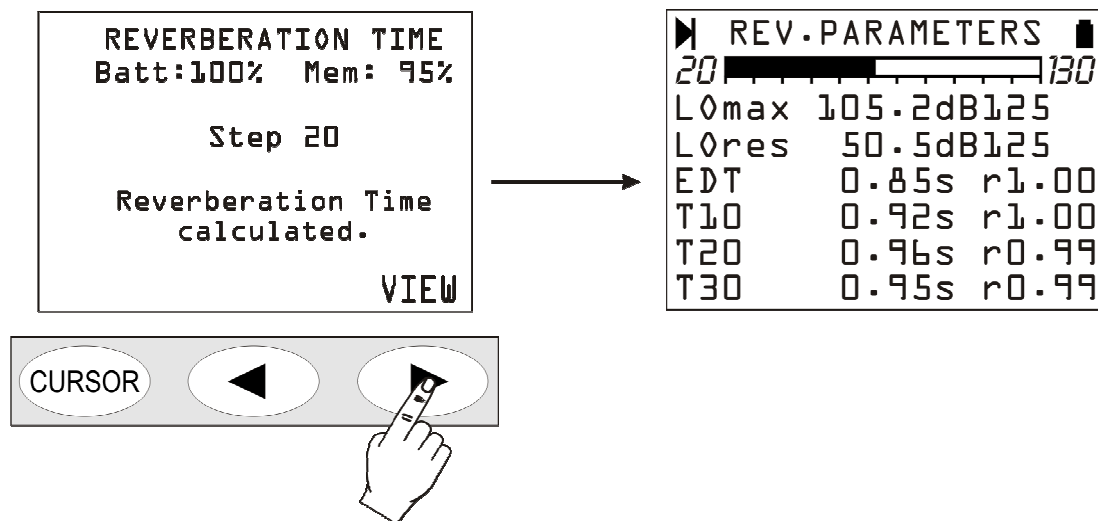 REVERBERATION TIME
Batt:100% Mem: 95%
Step 20
Reverberation Time
calculated.
VIEW
CURSOR
REV.PARAMETERS
20 130
L0max 105.2dB125
L0res 50.5dB125
EDT 0.85s r1.00
T10 0.92s r1.00
T20 0.96s r0.99
T30 0.95s r0.99